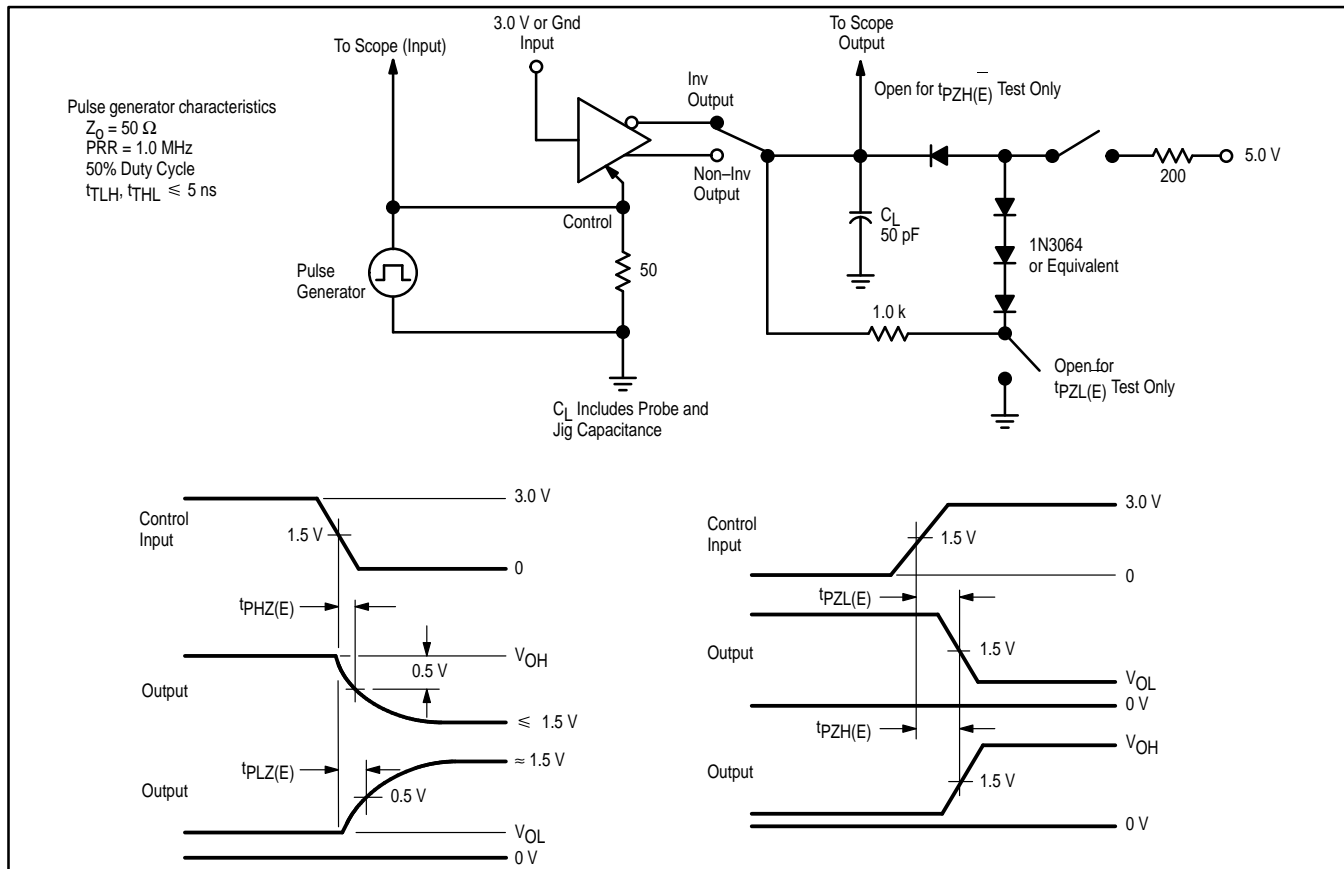 3.0 V or Gnd
Input
To Scope
Output
To Scope (Input)
Open for tPZH(E) Test Only
Inv
Output
Pulse generator characteristics
Zo = 50 Ω
PRR = 1.0 MHz
50% Duty Cycle
tTLH, tTHL ≤ 5 ns
5.0 V
200
Non–Inv
Output
Control
CL
50 pF
1N3064
or Equivalent
50
Pulse
Generator
1.0 k
Open for
tPZL(E) Test Only
CL Includes Probe and
Jig Capacitance
3.0 V
Control
Input
1.5 V
0
tPHZ(E)
VOH
0.5 V
Output
≤ 1.5 V
≈ 1.5 V
tPLZ(E)
Output
0.5 V
VOL
0 V
3.0 V
Control
Input
1.5 V
0
tPZL(E)
Output
1.5 V
VOL
0 V
tPZH(E)
VOH
Output
1.5 V
0 V